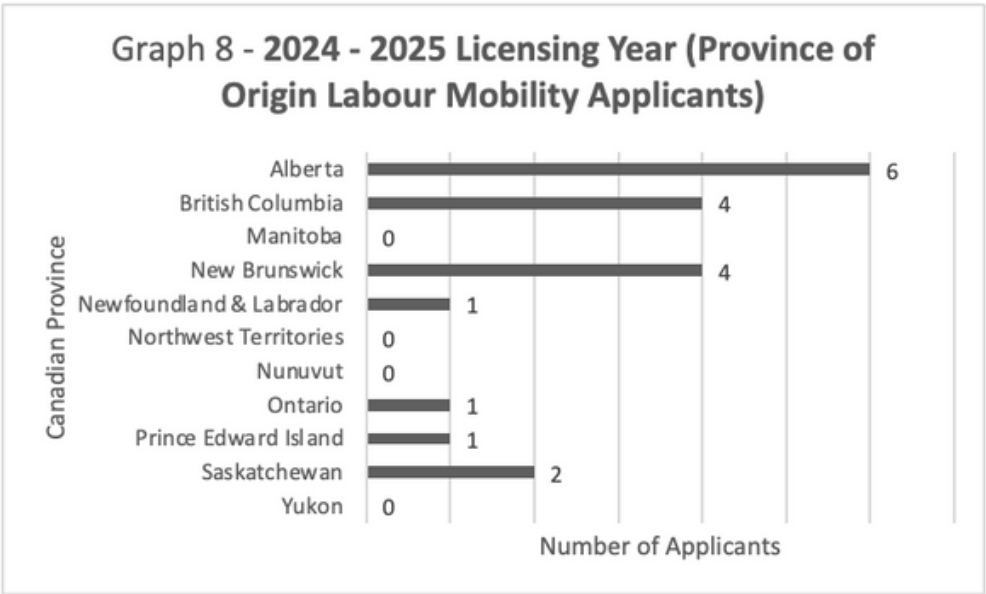 Graph 8 - 2024 - 2025 Licensing Year (Province of
Origin Labour Mobility Applicants)
Canadian Province
Alberta 6
British Columbia 4
Manitoba 0
New Brunswick 4
Newfoundland & Labrador 1
Northwest Territories 0
Nunuvut 0
Ontario 1
Prince Edward Island 1
Saskatchewan 2
Yukon 0
Number of Applicants